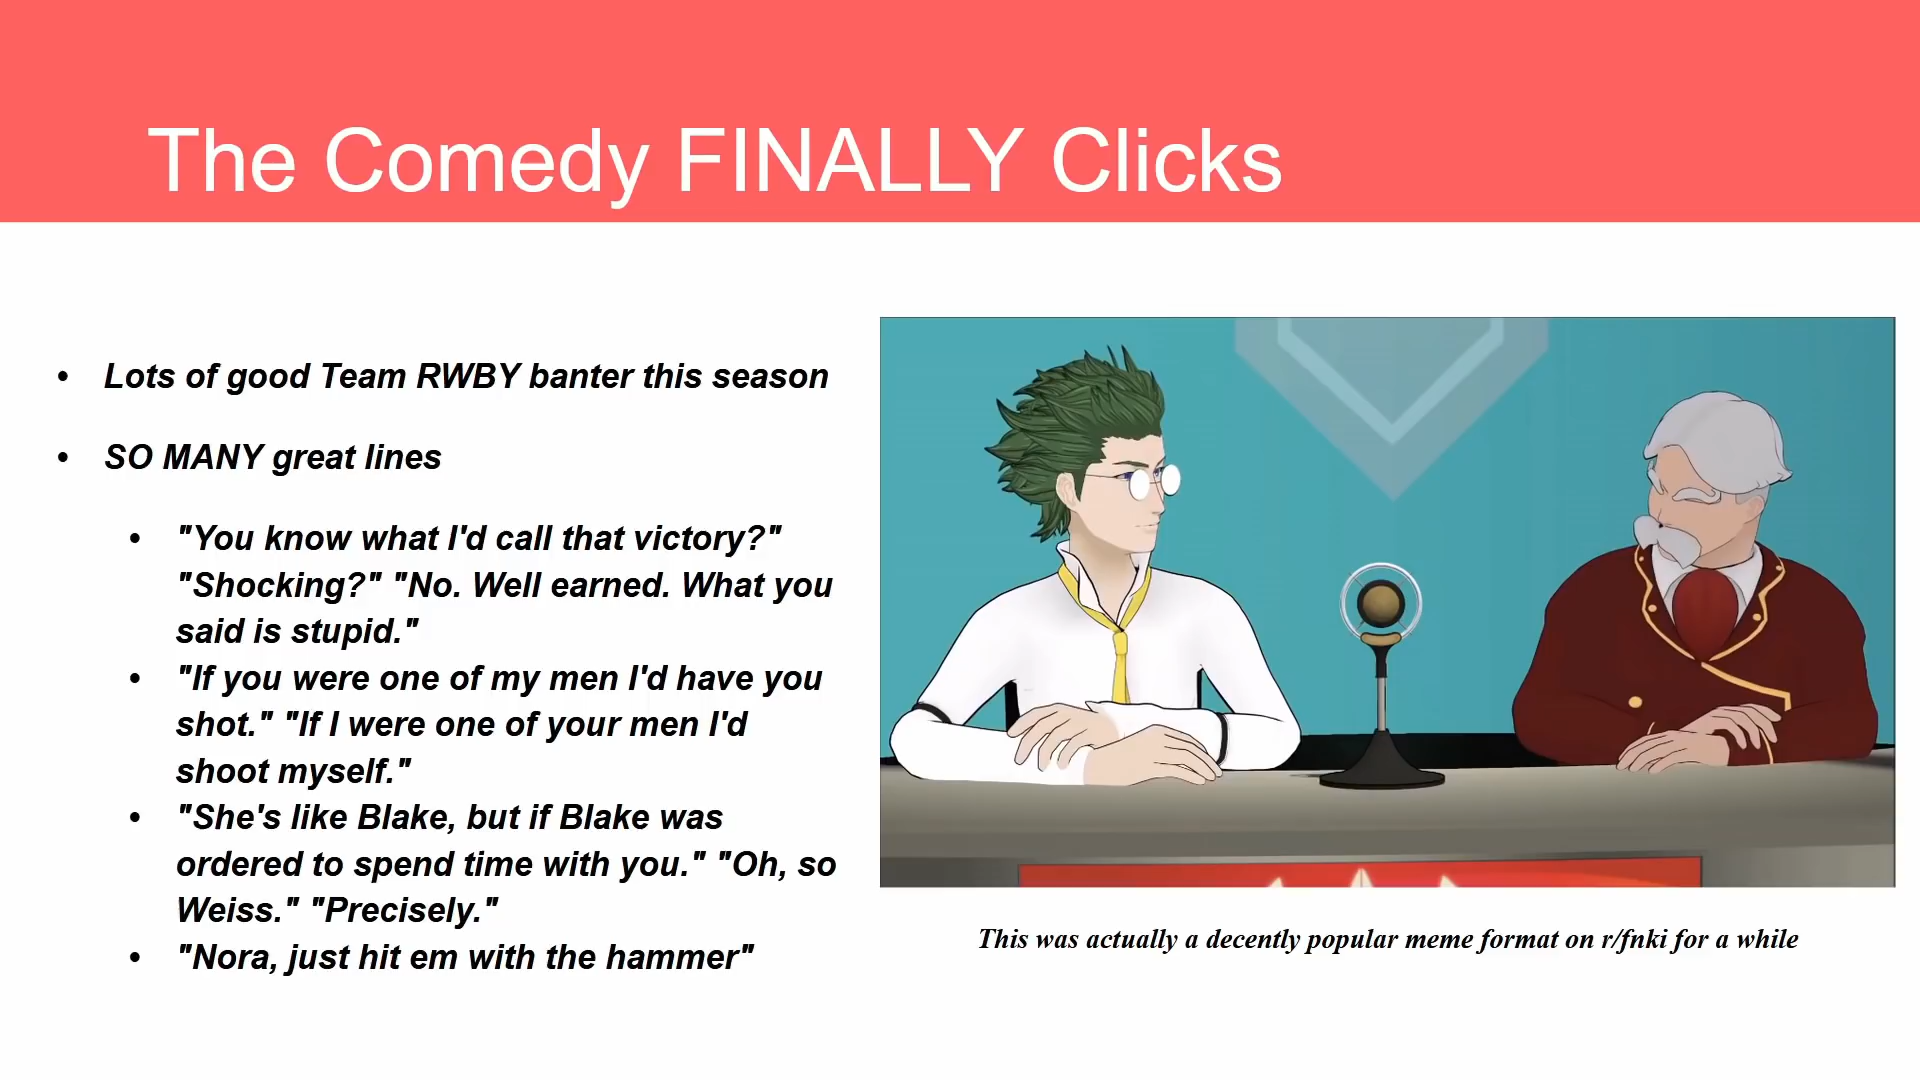 The Comedy FINALLY Clicks
• Lots of good Team RWBY banter this season
• SO MANY great lines
• "You know what I'd call that victory?"
"Shocking?" "No. Well earned. What you
said is stupid."
• "If you were one of my men I'd have you
shot." "If I were one of your men I'd
shoot myself."
• "She's like Blake, but if Blake was
ordered to spend time with you." "Oh, so
Weiss." "Precisely."
• "Nora, just hit em with the hammer"
This was actually a decently popular meme format on r/fnki for a while